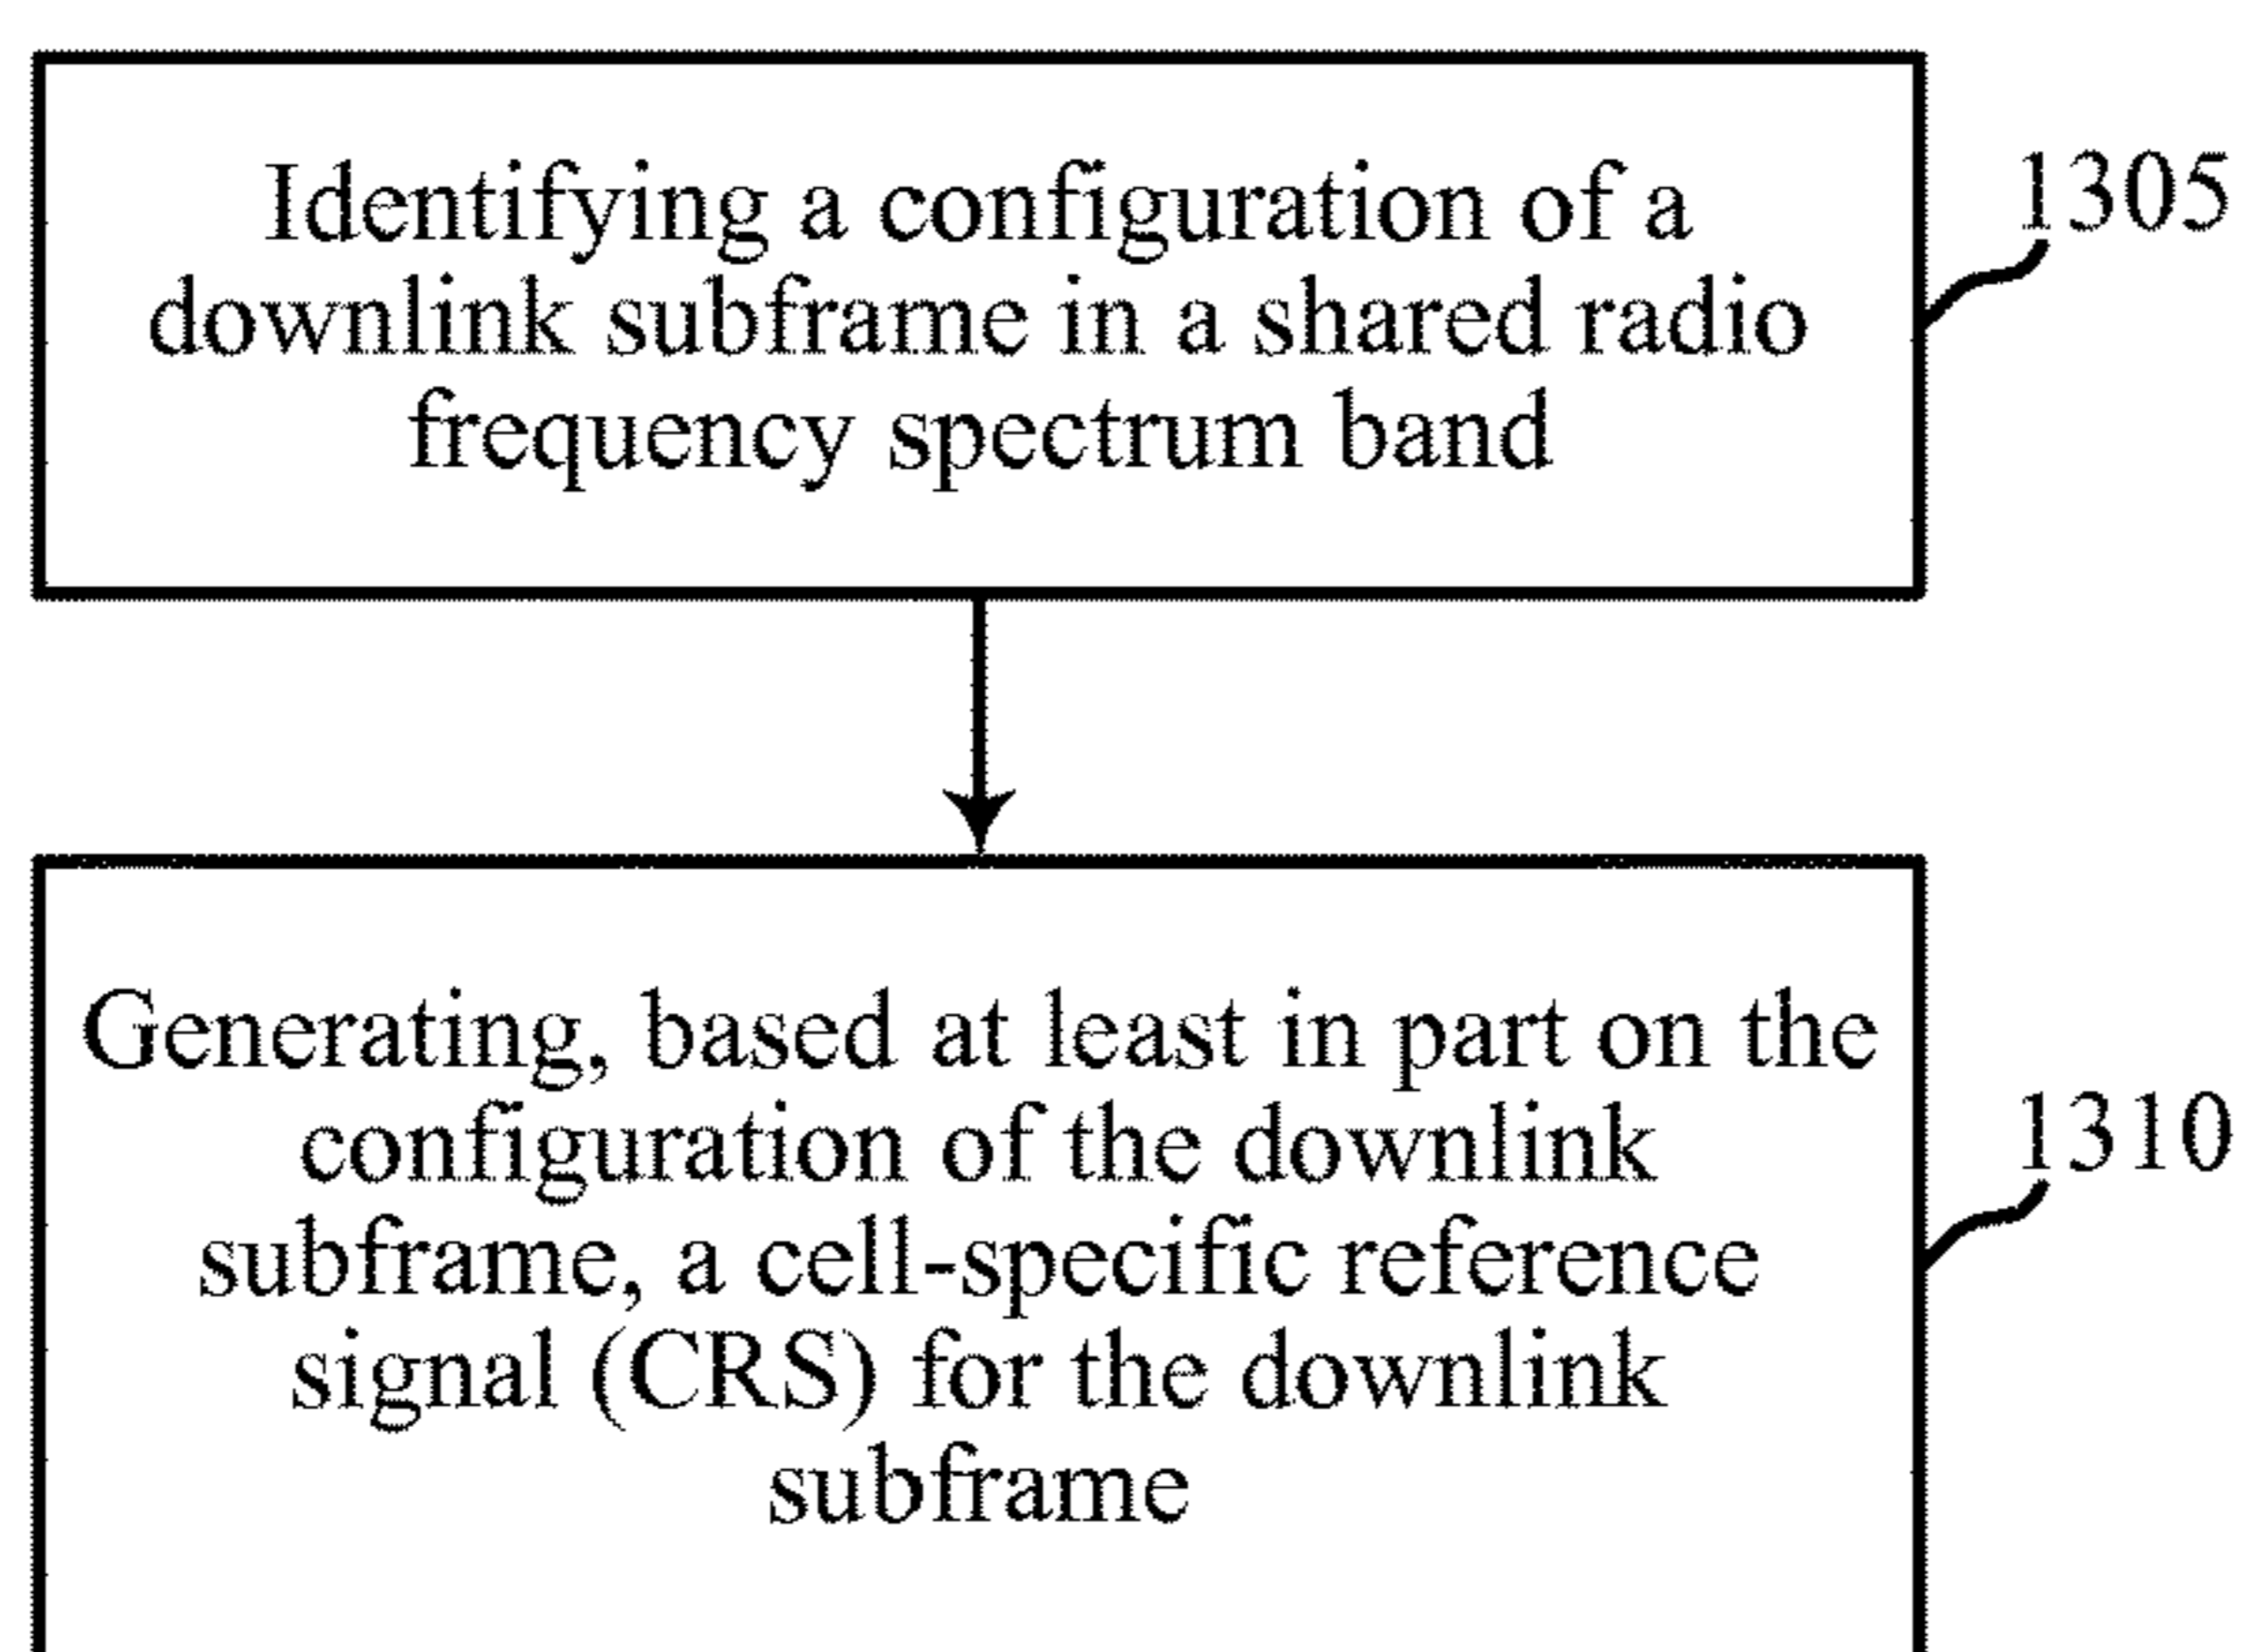 Identifying a configuration of a
downlink subframe in a shared radio
frequency spectrum band
1305
Generating, based at least in part on the
configuration of the downlink
subframe, a cell-specific reference
signal (CRS) for the downlink
subframe
1310